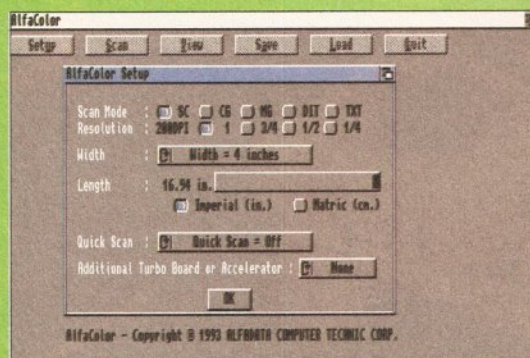 AlfaColor
Setup Scan View Save Load Quit
AlfaColor Setup
Scan Mode : SC CG MG DIT TXT
Resolution : 200DPI 1 3/4 1/2 1/4
Width : Width = 4 inches
Length : 16.94 in.
Imperial (in.) Matric (cm.)
Quick Scan : Quick Scan = Off
Additional Turbo Board or Accelerator : None
OK
AlfaColor - Copyright © 1993 ALFADATA COMPUTER TECHNIC CORP.